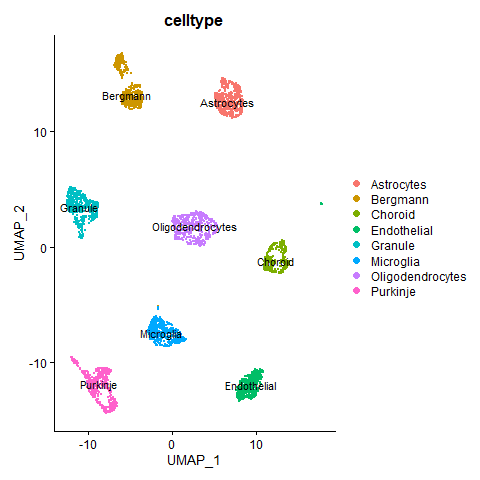 celltype
Bergmann
Astrocytes
Granule
Oligodendrocytes
Choroid
Microglia
Purkinje
Endothelial
10
0
-10
UMAP_2
-10
0
10
UMAP_1
Astrocytes
Bergmann
Choroid
Endothelial
Granule
Microglia
Oligodendrocytes
Purkinje